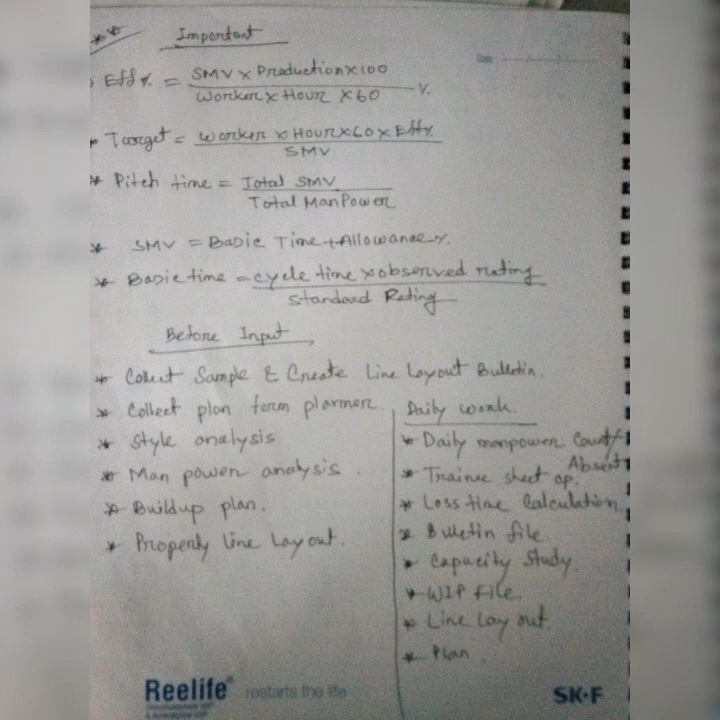 Important
Date
Eff % = SMV x Production x 100
Worker x Hour x 60 %
Target = Worker x Hour x 60 x Eff %
SMV
* Pitch time = Total SMV
Total Man Power
* SMV = Basic Time + Allowance %.
* Basic time = cycle time x observed rating
Standard Rating
Before Input
* Collect Sample & Create Line Layout Bulletin.
* Collect plan form planner
* Style analysis
* Man power analysis.
* Buildup plan.
* Properly line layout.
Daily work.
* Daily manpower Count/
Absent
* Trainee sheet op.
* Loss time Calculation.
* Bulletin file.
* Capacity Study.
* WIP File.
* Line lay out.
* Plan.
Reelife® restarts the life
SK-F